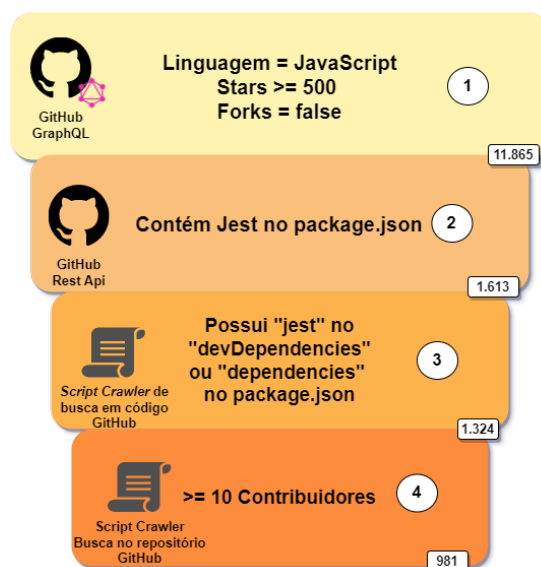 Linguagem = JavaScript
Stars >= 500
Forks = false
1
GitHub
GraphQL
11.865
Contém Jest no package.json
2
GitHub
Rest Api
1.613
Possui "jest" no
"devDependencies"
ou "dependencies"
no package.json
3
Script Crawler de
busca em código
GitHub
1.324
>= 10 Contribuidores
4
Script Crawler
Busca no repositório
GitHub
981